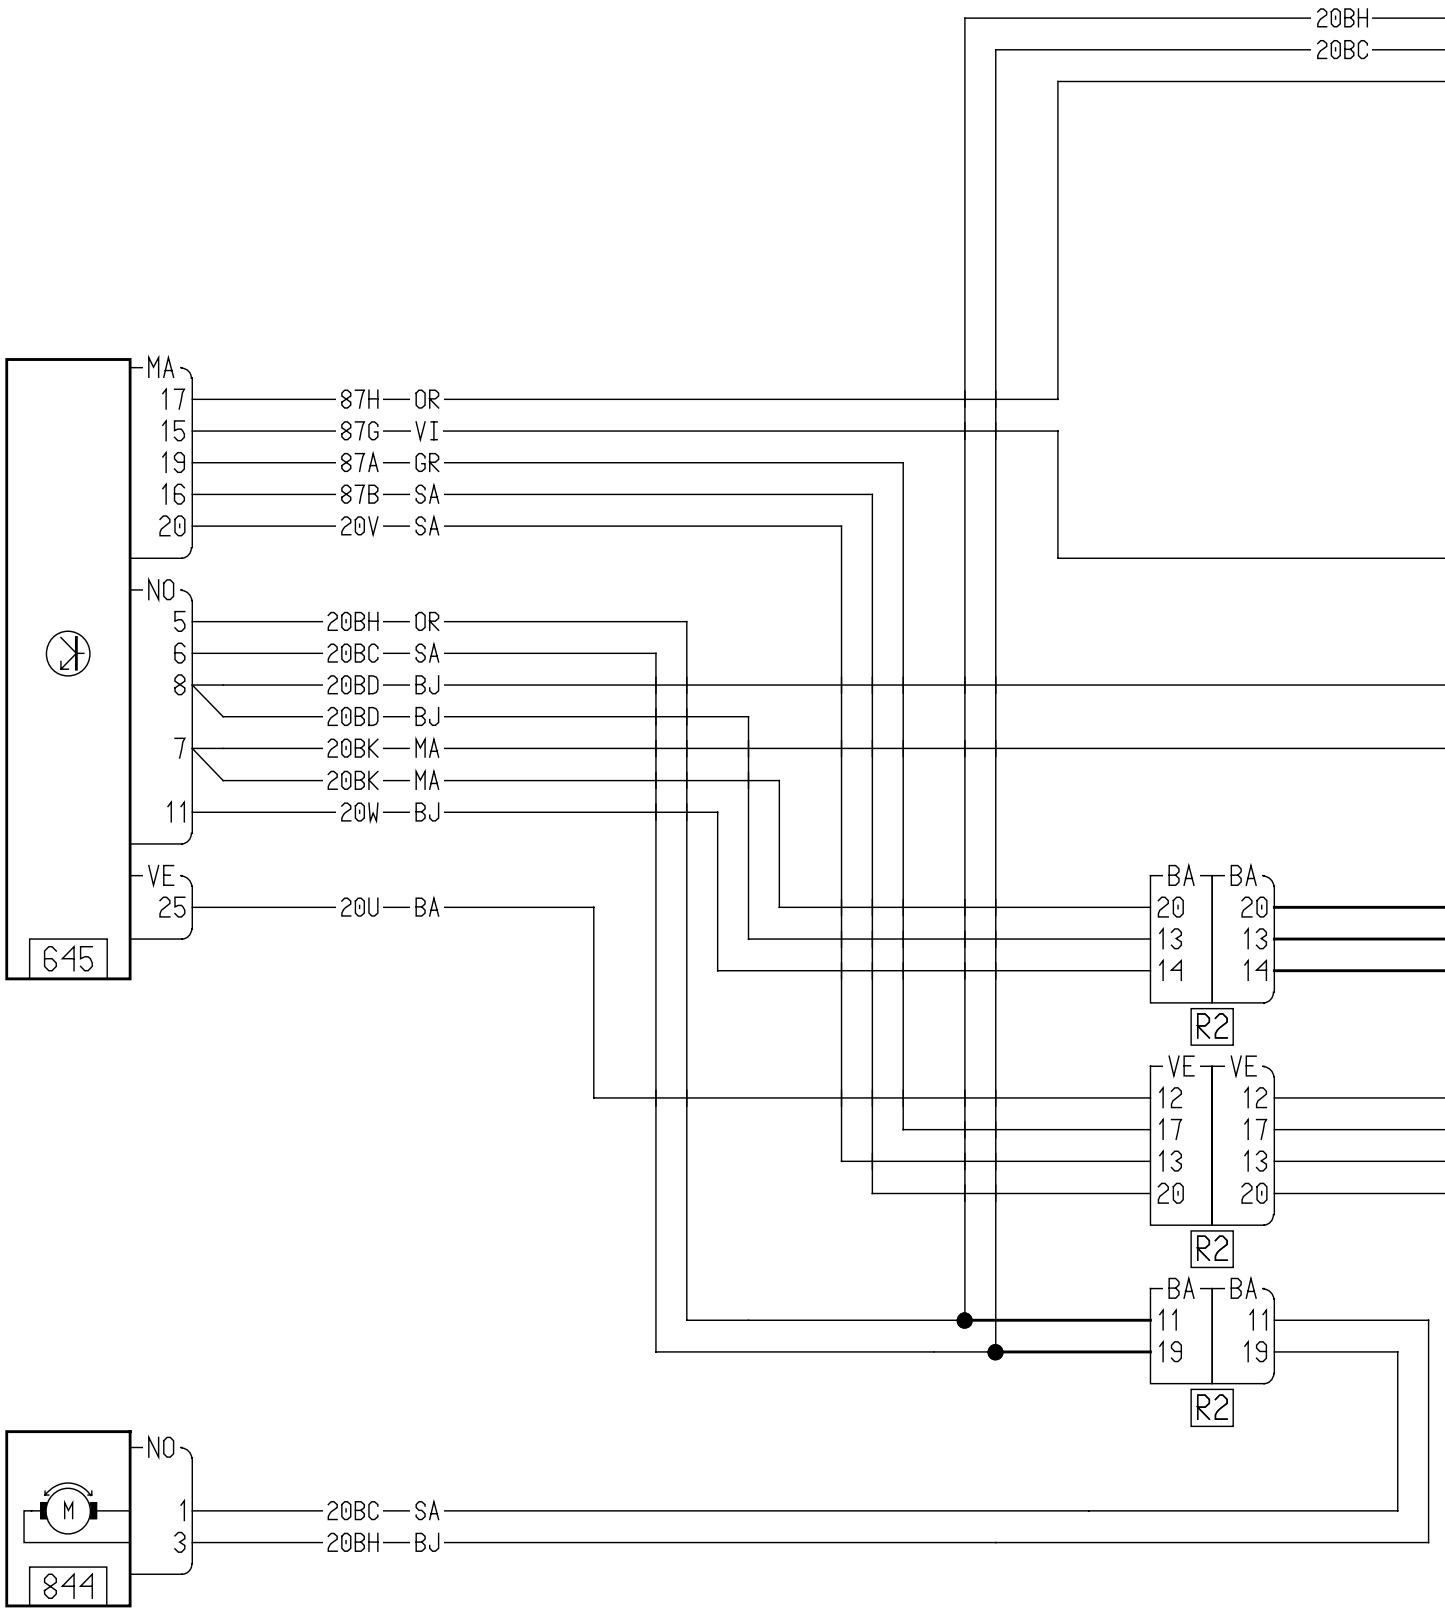 20BH
20BC
MA
17 87H OR
15 87G VI
19 87A GR
16 87B SA
20 20V SA
NO
5 20BH OR
6 20BC SA
8 20BD BJ
20BD BJ
7 20BK MA
20BK MA
11 20W BJ
VE
25 20U BA
645
BA BA
20 20
13 13
14 14
R2
VE VE
12 12
17 17
13 13
20 20
R2
BA BA
11 11
19 19
R2
NO
M
1 20BC SA
3 20BH BJ
844